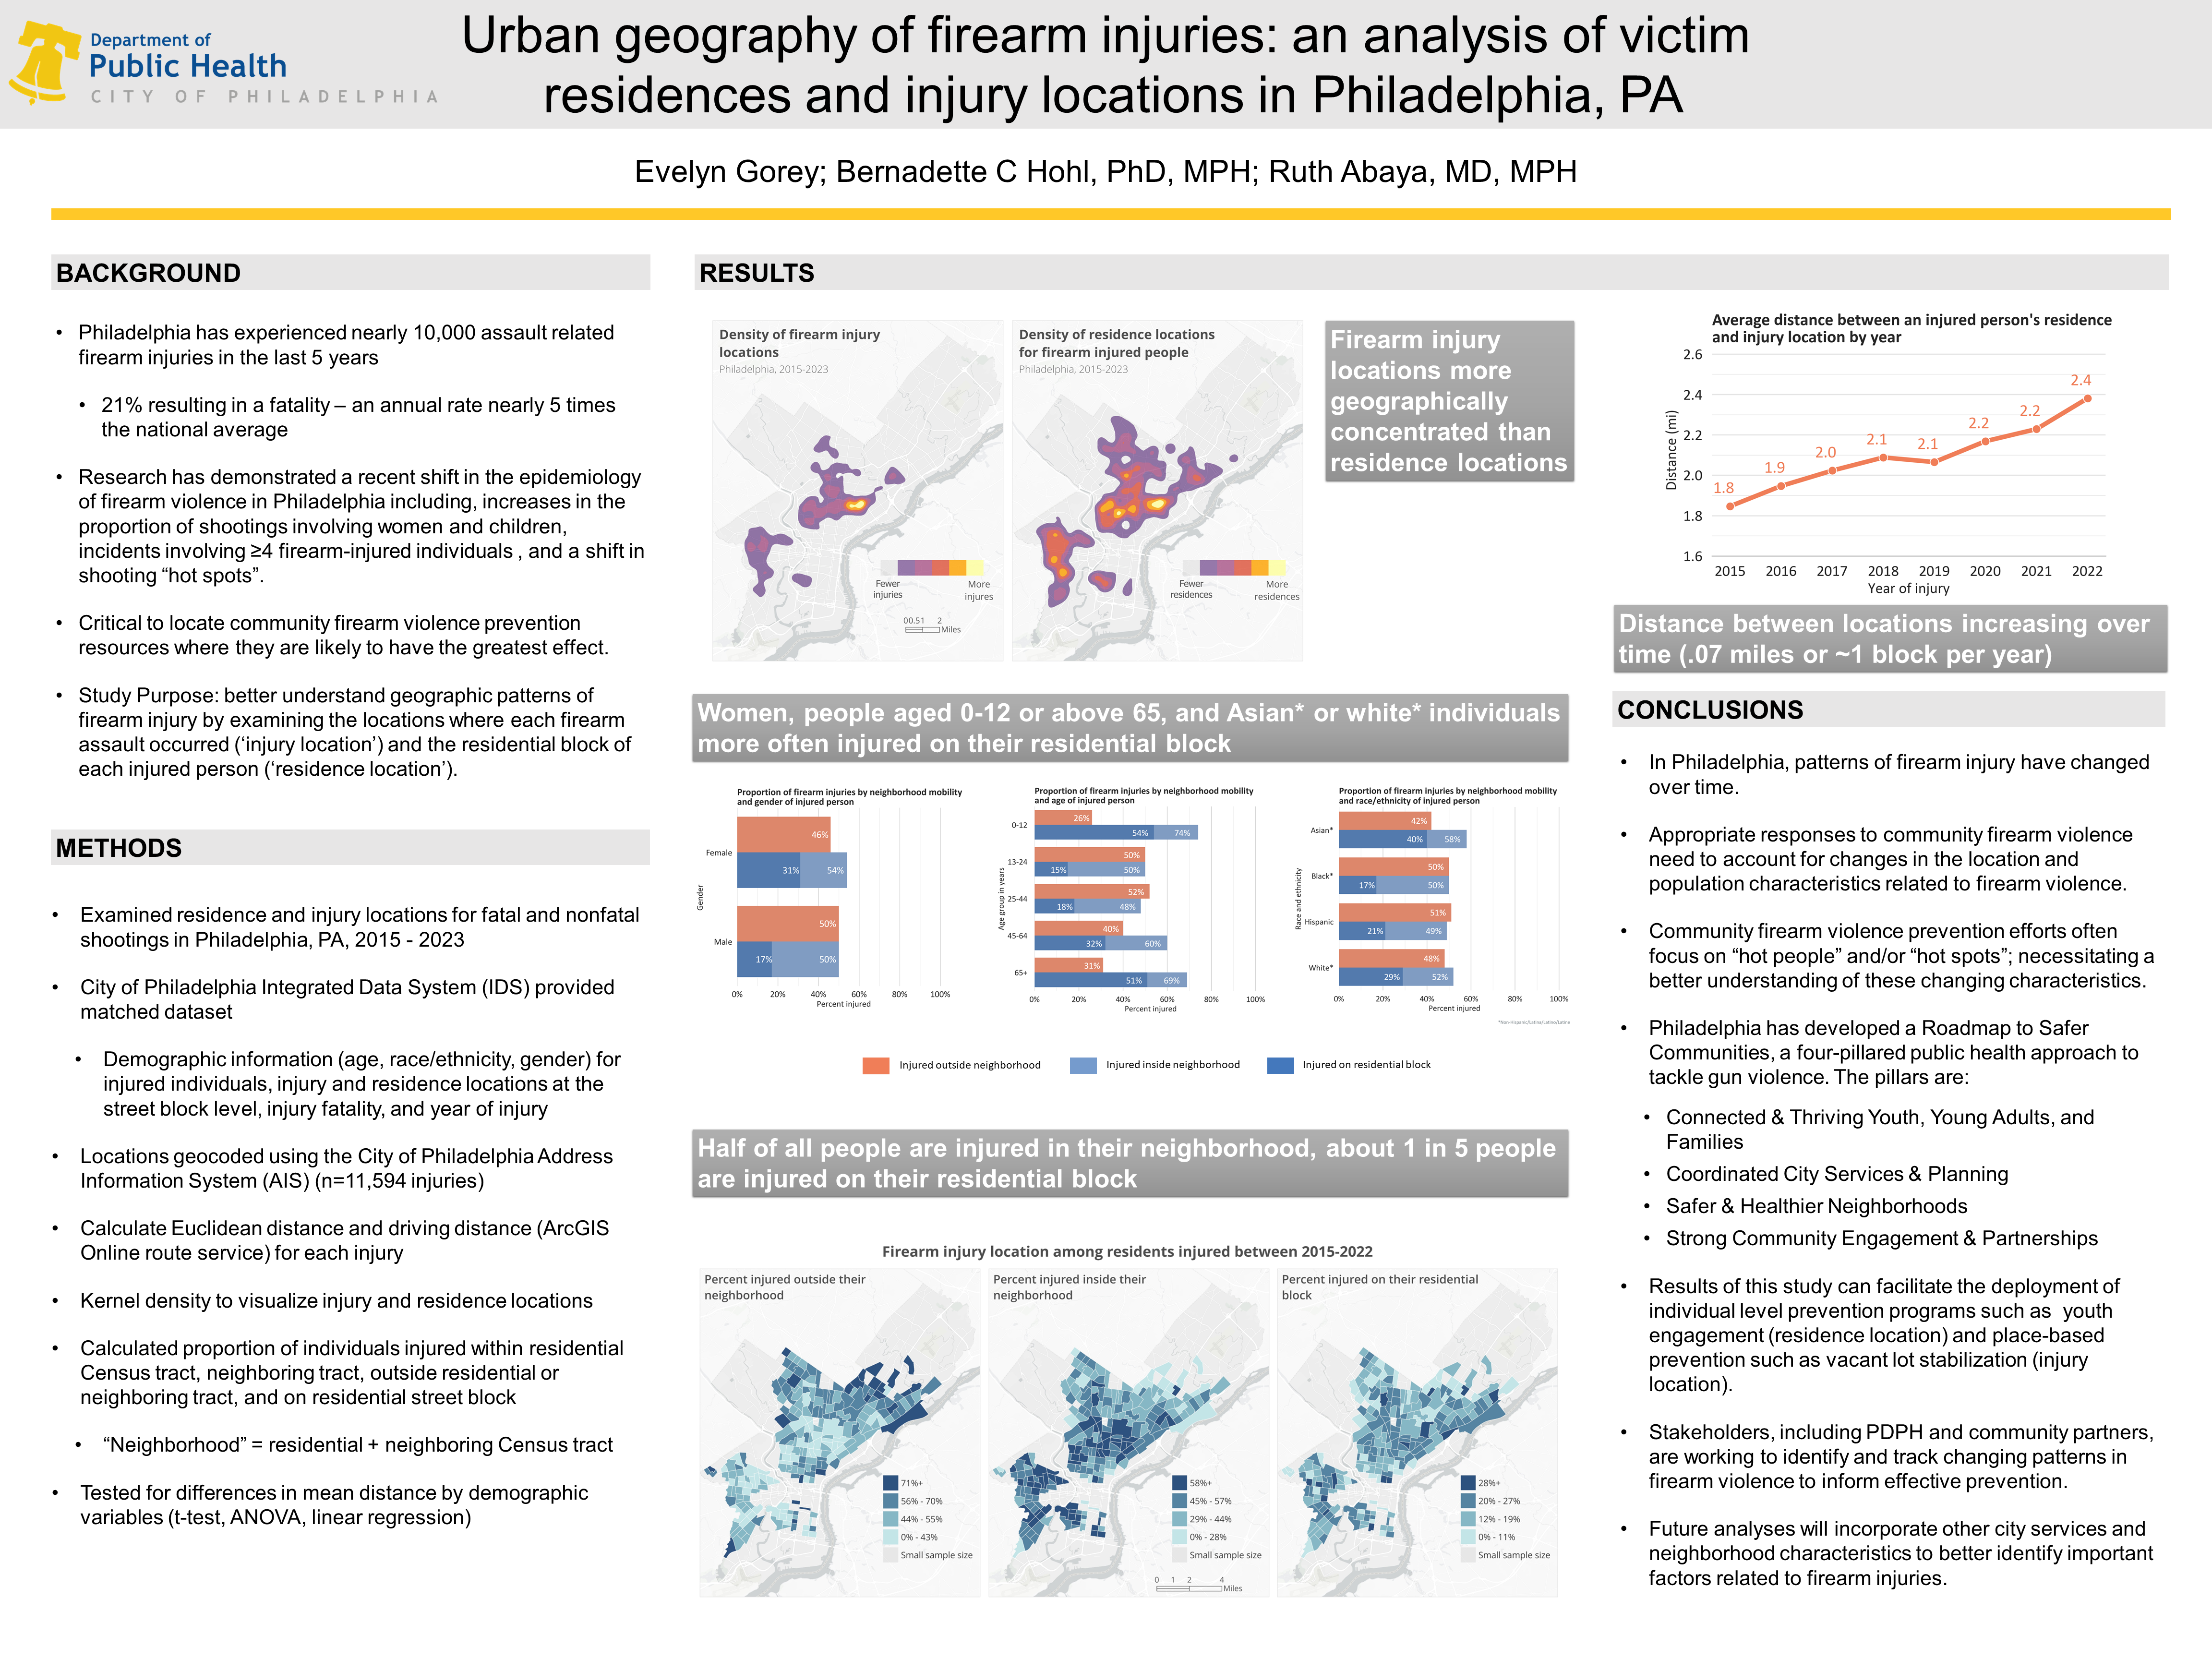 Department of
Public Health
CITY OF PHILADELPHIA
Urban geography of firearm injuries: an analysis of victim
residences and injury locations in Philadelphia, PA
Evelyn Gorey; Bernadette C Hohl, PhD, MPH; Ruth Abaya, MD, MPH
BACKGROUND
• Philadelphia has experienced nearly 10,000 assault related
firearm injuries in the last 5 years
• 21% resulting in a fatality – an annual rate nearly 5 times
the national average
• Research has demonstrated a recent shift in the epidemiology
of firearm violence in Philadelphia including, increases in the
proportion of shootings involving women and children,
incidents involving ≥4 firearm-injured individuals , and a shift in
shooting “hot spots”.
• Critical to locate community firearm violence prevention
resources where they are likely to have the greatest effect.
• Study Purpose: better understand geographic patterns of
firearm injury by examining the locations where each firearm
assault occurred (‘injury location’) and the residential block of
each injured person (‘residence location’).
METHODS
• Examined residence and injury locations for fatal and nonfatal
shootings in Philadelphia, PA, 2015 - 2023
• City of Philadelphia Integrated Data System (IDS) provided
matched dataset
• Demographic information (age, race/ethnicity, gender) for
injured individuals, injury and residence locations at the
street block level, injury fatality, and year of injury
• Locations geocoded using the City of Philadelphia Address
Information System (AIS) (n=11,594 injuries)
• Calculate Euclidean distance and driving distance (ArcGIS
Online route service) for each injury
• Kernel density to visualize injury and residence locations
• Calculated proportion of individuals injured within residential
Census tract, neighboring tract, outside residential or
neighboring tract, and on residential street block
• “Neighborhood” = residential + neighboring Census tract
• Tested for differences in mean distance by demographic
variables (t-test, ANOVA, linear regression)
RESULTS
Density of firearm injury
locations
Philadelphia, 2015-2023
Fewer
injuries
More
injures
00.51 2
Miles
Density of residence locations
for firearm injured people
Philadelphia, 2015-2023
Fewer
residences
More
residences
Firearm injury
locations more
geographically
concentrated than
residence locations
Women, people aged 0-12 or above 65, and Asian* or white* individuals
more often injured on their residential block
Proportion of firearm injuries by neighborhood mobility
and gender of injured person
Gender
Female
46%
31% 54%
Male
50%
17% 50%
0% 20% 40% 60% 80% 100%
Percent injured
Proportion of firearm injuries by neighborhood mobility
and age of injured person
Age group in years
0-12
26%
54% 74%
13-24
50%
15% 50%
25-44
52%
18% 48%
45-64
40%
32% 60%
65+
31%
51% 69%
0% 20% 40% 60% 80% 100%
Percent injured
Proportion of firearm injuries by neighborhood mobility
and race/ethnicity of injured person
Race and ethnicity
Asian*
42%
40% 58%
Black*
50%
17% 50%
Hispanic
51%
21% 49%
White*
48%
29% 52%
0% 20% 40% 60% 80% 100%
Percent injured
Injured outside neighborhood
Injured inside neighborhood
Injured on residential block
Half of all people are injured in their neighborhood, about 1 in 5 people
are injured on their residential block
Firearm injury location among residents injured between 2015-2022
Percent injured outside their
neighborhood
71%+
56% - 70%
44% - 55%
0% - 43%
Small sample size
Percent injured inside their
neighborhood
58%+
45% - 57%
29% - 44%
0% - 28%
Small sample size
0 1 2 4
Miles
Percent injured on their residential
block
28%+
20% - 27%
12% - 19%
0% - 11%
Small sample size
Average distance between an injured person's residence
and injury location by year
Distance (mi)
2.6
2.4
2.2
2.0
1.8
1.6
1.8 1.9 2.0 2.1 2.1 2.2 2.2 2.4
2015 2016 2017 2018 2019 2020 2021 2022
Year of injury
Distance between locations increasing over
time (.07 miles or ~1 block per year)
CONCLUSIONS
• In Philadelphia, patterns of firearm injury have changed
over time.
• Appropriate responses to community firearm violence
need to account for changes in the location and
population characteristics related to firearm violence.
• Community firearm violence prevention efforts often
focus on “hot people” and/or “hot spots”; necessitating a
better understanding of these changing characteristics.
• Philadelphia has developed a Roadmap to Safer
Communities, a four-pillared public health approach to
tackle gun violence. The pillars are:
• Connected & Thriving Youth, Young Adults, and
Families
• Coordinated City Services & Planning
• Safer & Healthier Neighborhoods
• Strong Community Engagement & Partnerships
• Results of this study can facilitate the deployment of
individual level prevention programs such as youth
engagement (residence location) and place-based
prevention such as vacant lot stabilization (injury
location).
• Stakeholders, including PDPH and community partners,
are working to identify and track changing patterns in
firearm violence to inform effective prevention.
• Future analyses will incorporate other city services and
neighborhood characteristics to better identify important
factors related to firearm injuries.